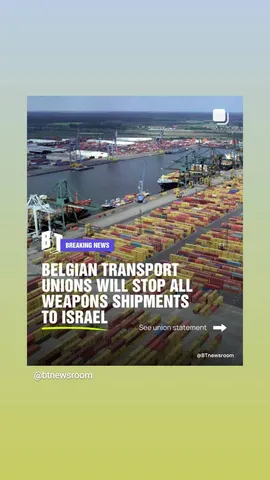 BT
BREAKING NEWS
BELGIAN TRANSPORT
UNIONS WILL STOP ALL
WEAPONS SHIPMENTS
TO ISRAEL
See union statement
@BTnewsroom
@btnewsroom